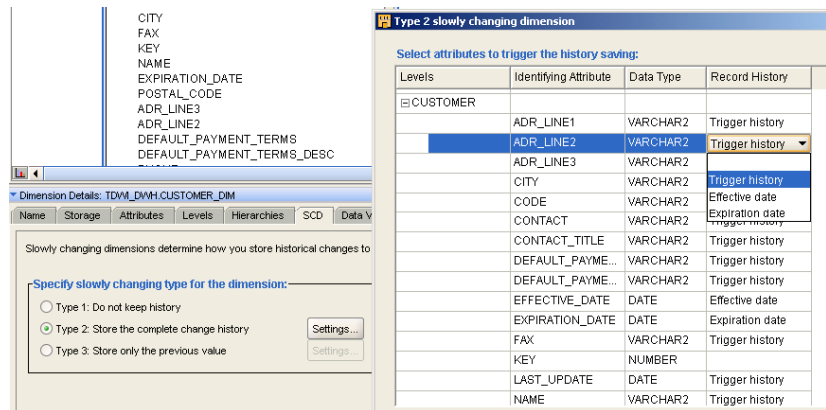 CITY
FAX
KEY
NAME
EXPIRATION_DATE
POSTAL_CODE
ADR_LINE3
ADR_LINE2
DEFAULT_PAYMENT_TERMS
DEFAULT_PAYMENT_TERMS_DESC
Dimension Details: TDWI_DWH.CUSTOMER_DIM
Name Storage Attributes Levels Hierarchies SCD Data V
Slowly changing dimensions determine how you store historical changes to
Specify slowly changing type for the dimension:
Type 1: Do not keep history
Type 2: Store the complete change history Settings...
Type 3: Store only the previous value Settings...
Type 2 slowly changing dimension
Select attributes to trigger the history saving:
Levels Identifying Attribute Data Type Record History
CUSTOMER
ADR_LINE1 VARCHAR2 Trigger history
ADR_LINE2 VARCHAR2 Trigger history
ADR_LINE3 VARCHAR2
CITY VARCHAR2 Trigger history
CODE VARCHAR2 Effective date
CONTACT VARCHAR2 Expiration date
CONTACT_TITLE VARCHAR2 Trigger history
DEFAULT_PAYME... VARCHAR2 Trigger history
DEFAULT_PAYME... VARCHAR2 Trigger history
EFFECTIVE_DATE DATE Effective date
EXPIRATION_DATE DATE Expiration date
FAX VARCHAR2 Trigger history
KEY NUMBER
LAST_UPDATE DATE Trigger history
NAME VARCHAR2 Trigger history